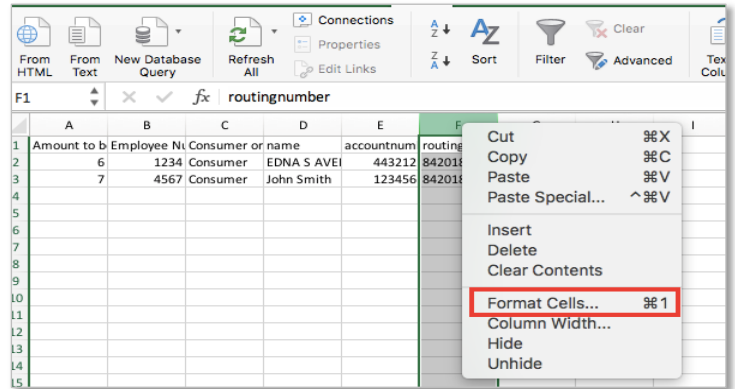 Connections
Properties
Edit Links
Clear
Advanced
From HTML
From Text
New Database Query
Refresh All
A Z
Z A
A Z
Sort
Filter
F1
fx routingnumber
A B C D E I
1 Amount to b Employee Nu Consumer or name accountnum routing
2 6 1234 Consumer EDNA S AVEI 443212 842018
3 7 4567 Consumer John Smith 123456 842018
4
5
6
7
8
9
10
11
12
13
14
15
Cut ⌘X
Copy ⌘C
Paste ⌘V
Paste Special... ^⌘V
Insert
Delete
Clear Contents
Format Cells... ⌘1
Column Width...
Hide
Unhide